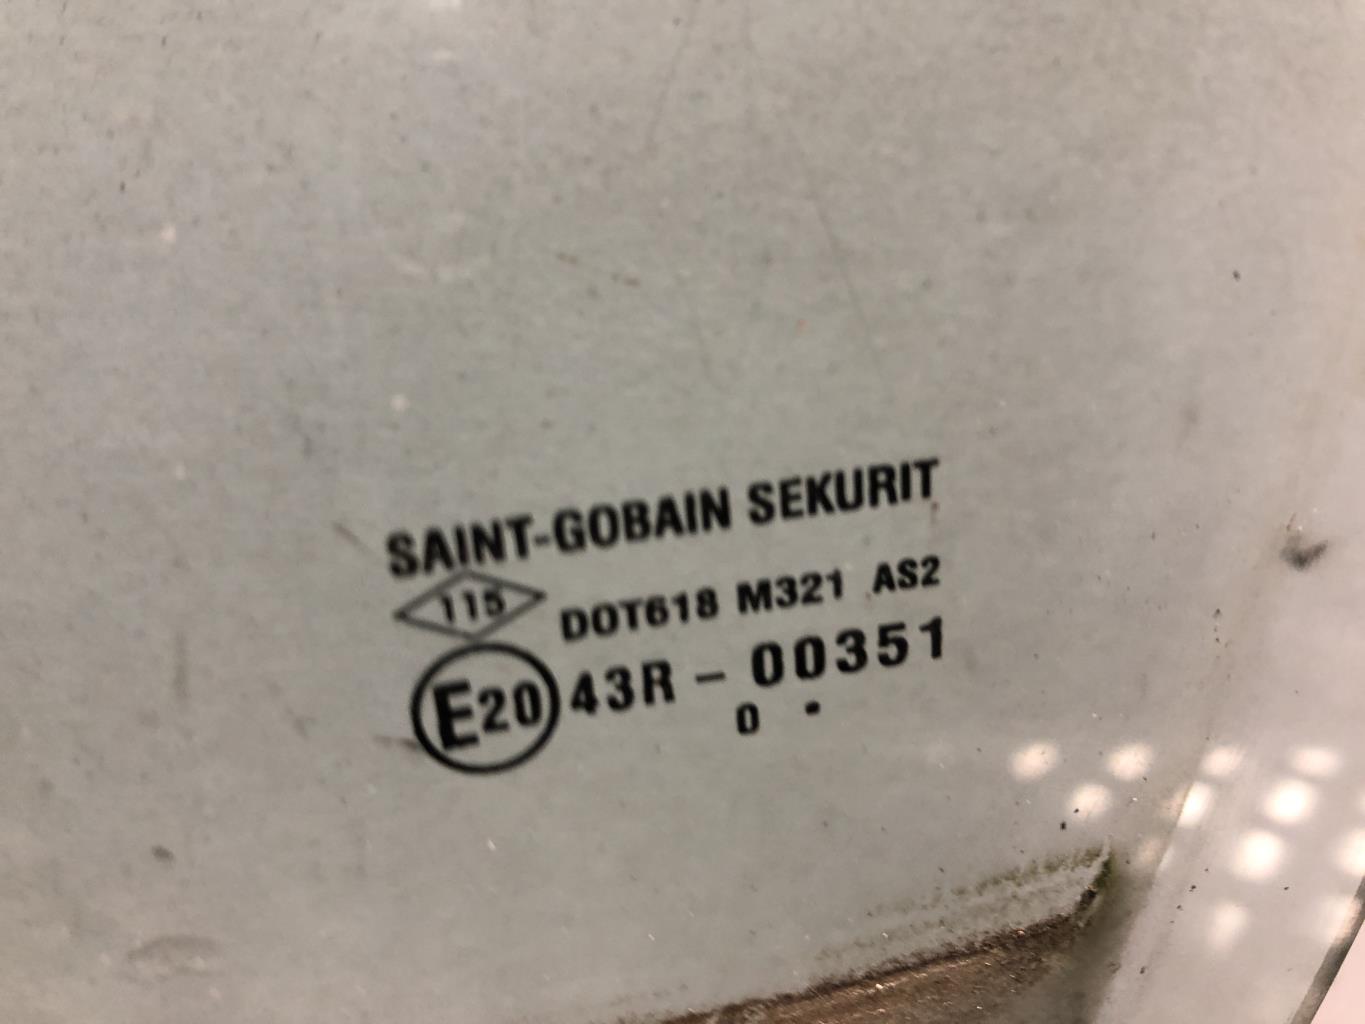 SAINT-GOBAIN SEKURIT
115 DOT618 M321 AS2
E20 43R - 00351
0 •